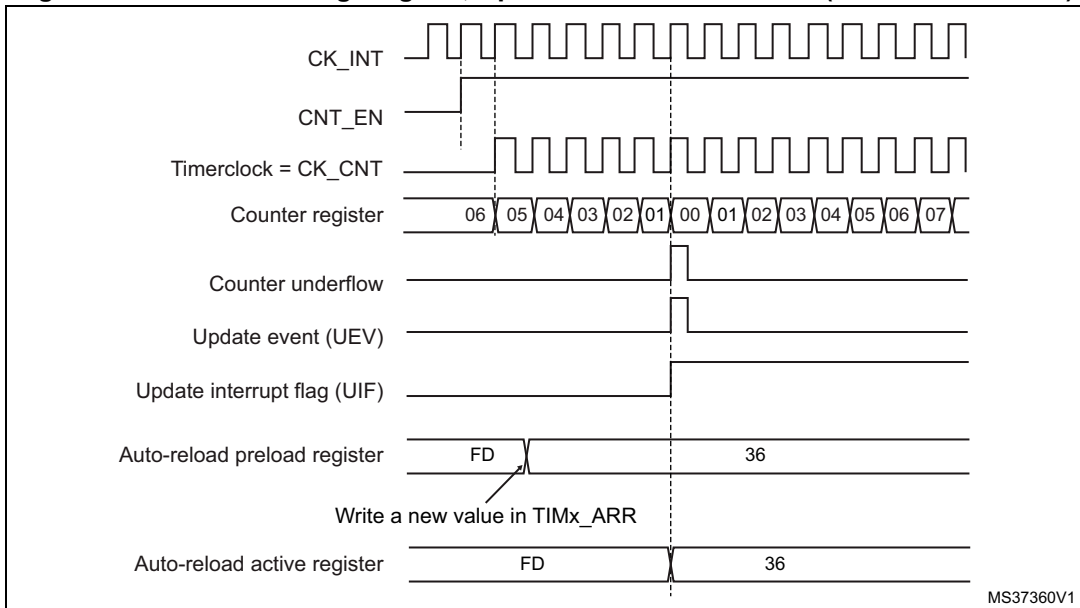 CK_INT
CNT_EN
Timerclock = CK_CNT
Counter register 06 05 04 03 02 01 00 01 02 03 04 05 06 07
Counter underflow
Update event (UEV)
Update interrupt flag (UIF)
Auto-reload preload register FD 36
Write a new value in TIMx_ARR
Auto-reload active register FD 36
MS37360V1